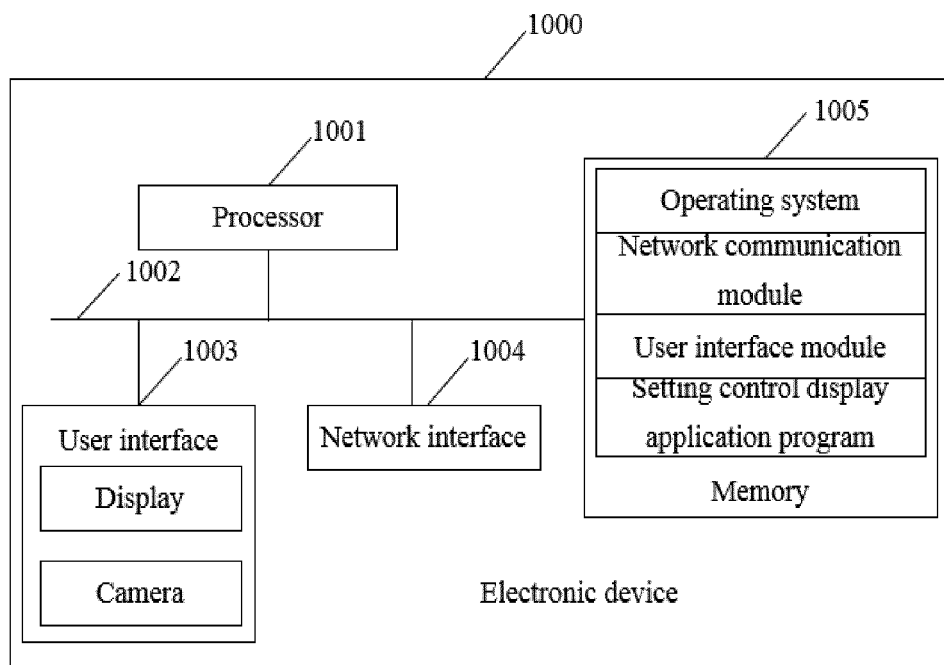 1000
1001
1005
Processor
Operating system
Network communication
module
1002
User interface module
1003
1004
Setting control display
application program
User interface
Network interface
Display
Memory
Camera
Electronic device